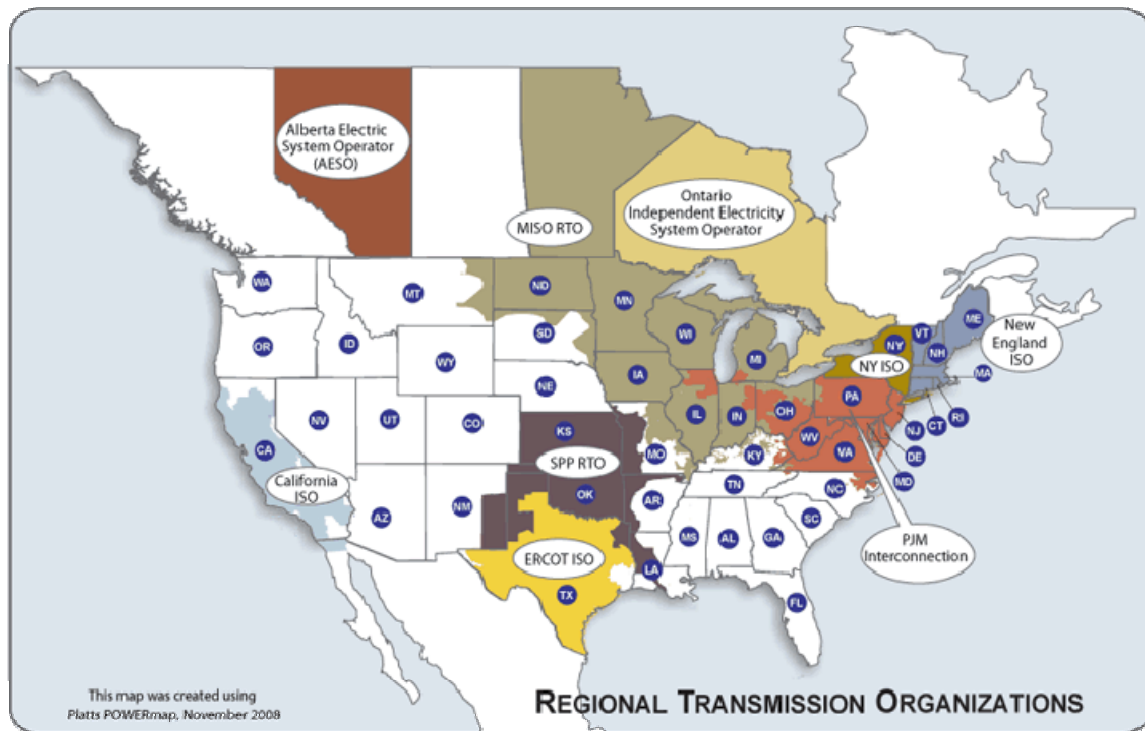 Alberta Electric
System Operator
(AESO)
Ontario
Independent Electricity
System Operator
MISO RTO
WA
MT
ND
MN
ME
VT
New England
ISO
OR
ID
SD
WI
NY
NH
NY ISO
MI
WY
MA
IA
NE
PA
RI
CT
NJ
IL
IN
OH
NV
UT
CO
KS
WV
VA
DE
CA
MO
KY
SPP RTO
MD
California
ISO
TN
NC
OK
AR
AZ
NM
SC
MS
AL
GA
PJM
Interconnection
ERCOT ISO
LA
TX
FL
This map was created using
Platts POWERmap, November 2008
REGIONAL TRANSMISSION ORGANIZATIONS